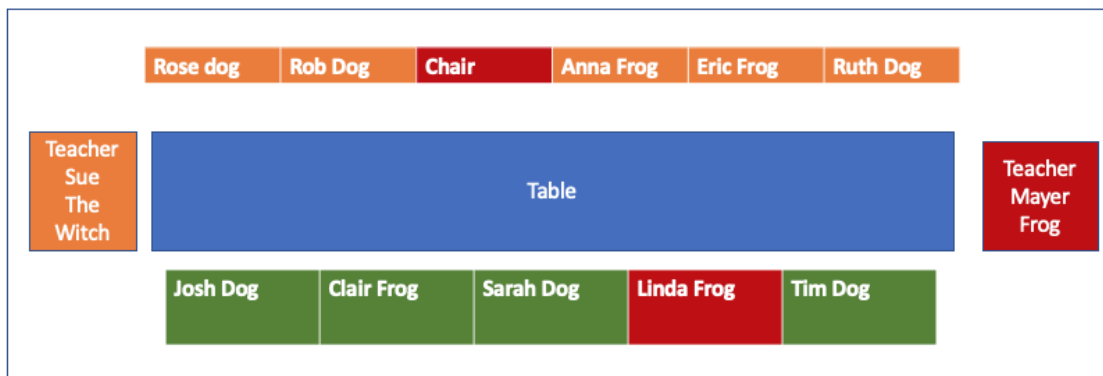 Rose dog Rob Dog Chair Anna Frog Eric Frog Ruth Dog
Teacher
Sue
The
Witch
Table
Teacher
Mayer
Frog
Josh Dog Clair Frog Sarah Dog Linda Frog Tim Dog